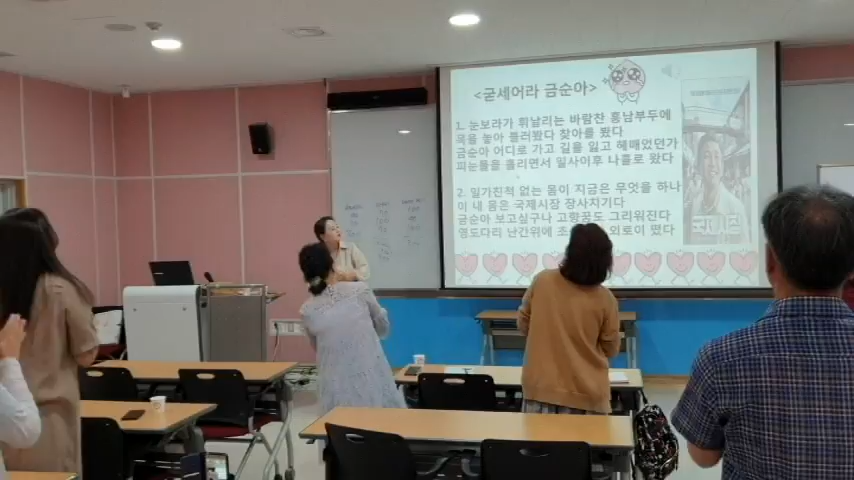 <굳세어라 금순아>
1. 눈보라가 휘날리는 바람찬 흥남부두에
목을 놓아 불러봤다 찾아를 봤다
금순아 어디로 가고 길을 잃고 헤매었던가
피눈물을 흘리면서 일사이후 나홀로 왔다
2. 일가친척 없는 몸이 지금은 무엇을 하나
이 내 몸은 국제시장 장사치기다
금순아 보고싶구나 고향꿈도 그리워진다
영도다리 난간위에 초 외로이 떴다
국제시장